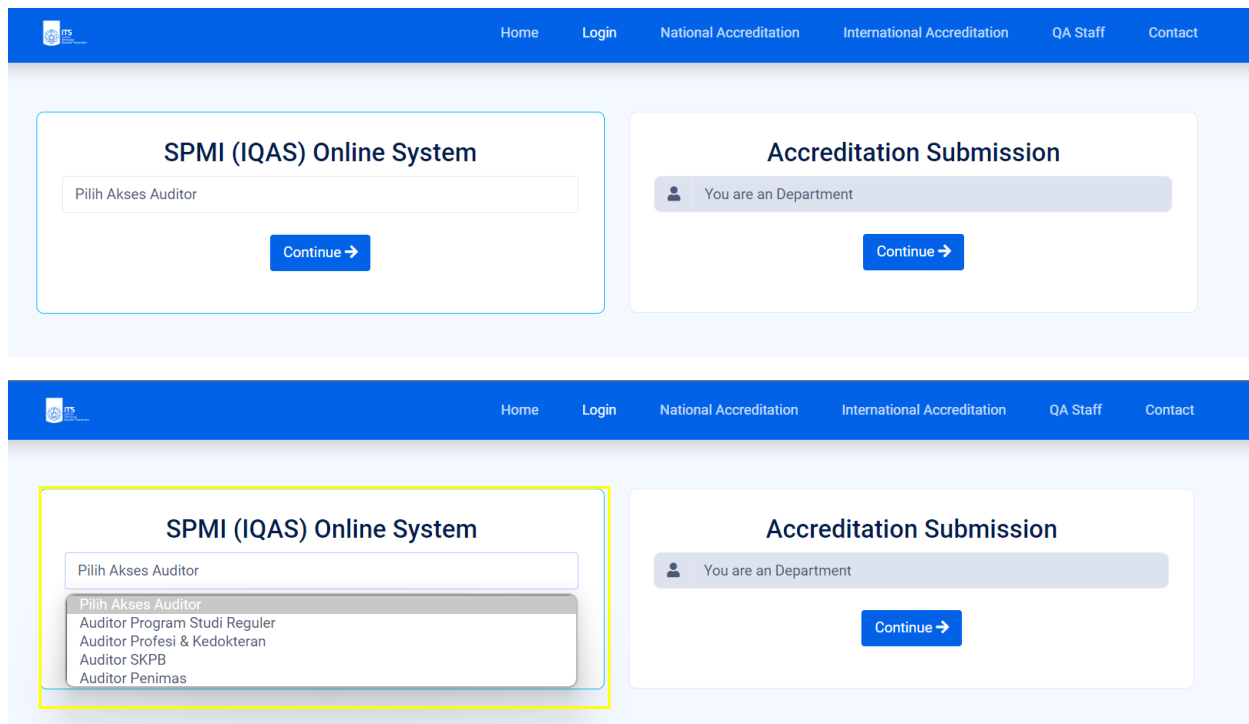 ITS
Home Login National Accreditation International Accreditation QA Staff Contact
SPMI (IQAS) Online System
Pilih Akses Auditor
Continue →
Accreditation Submission
You are an Department
Continue →
ITS
Home Login National Accreditation International Accreditation QA Staff Contact
SPMI (IQAS) Online System
Pilih Akses Auditor
Pilih Akses Auditor
Auditor Program Studi Reguler
Auditor Profesi & Kedokteran
Auditor SKPB
Auditor Penimas
Accreditation Submission
You are an Department
Continue →